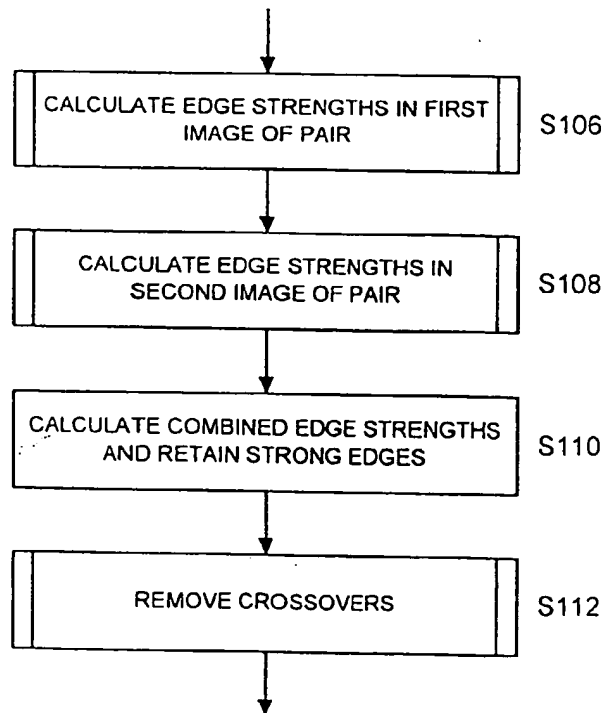 CALCULATE EDGE STRENGTHS IN FIRST
IMAGE OF PAIR
S106
CALCULATE EDGE STRENGTHS IN
SECOND IMAGE OF PAIR
S108
CALCULATE COMBINED EDGE STRENGTHS
AND RETAIN STRONG EDGES
S110
REMOVE CROSSOVERS
S112